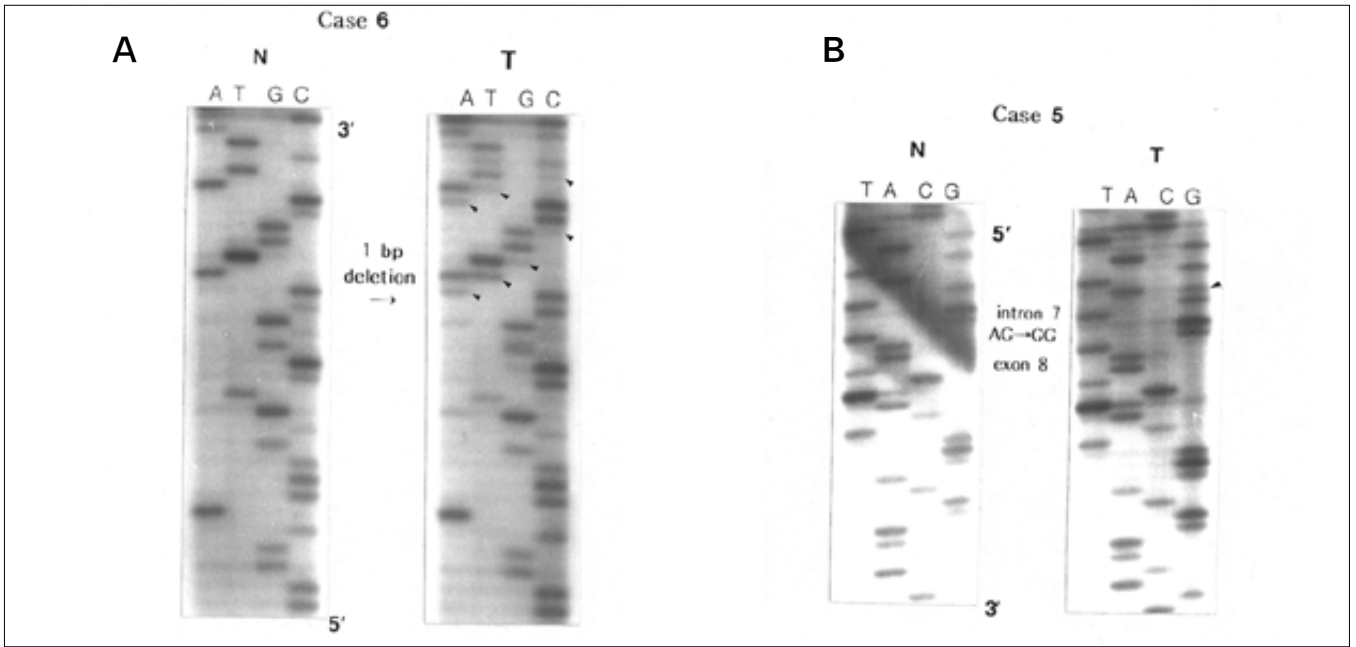 Case 6
A
N
T
A T G C
A T G C
3'
1 bp
deletion
→
5'
B
Case 5
N
T
T A C G
T A C G
5'
intron 7
AG→GG
exon 8
3'